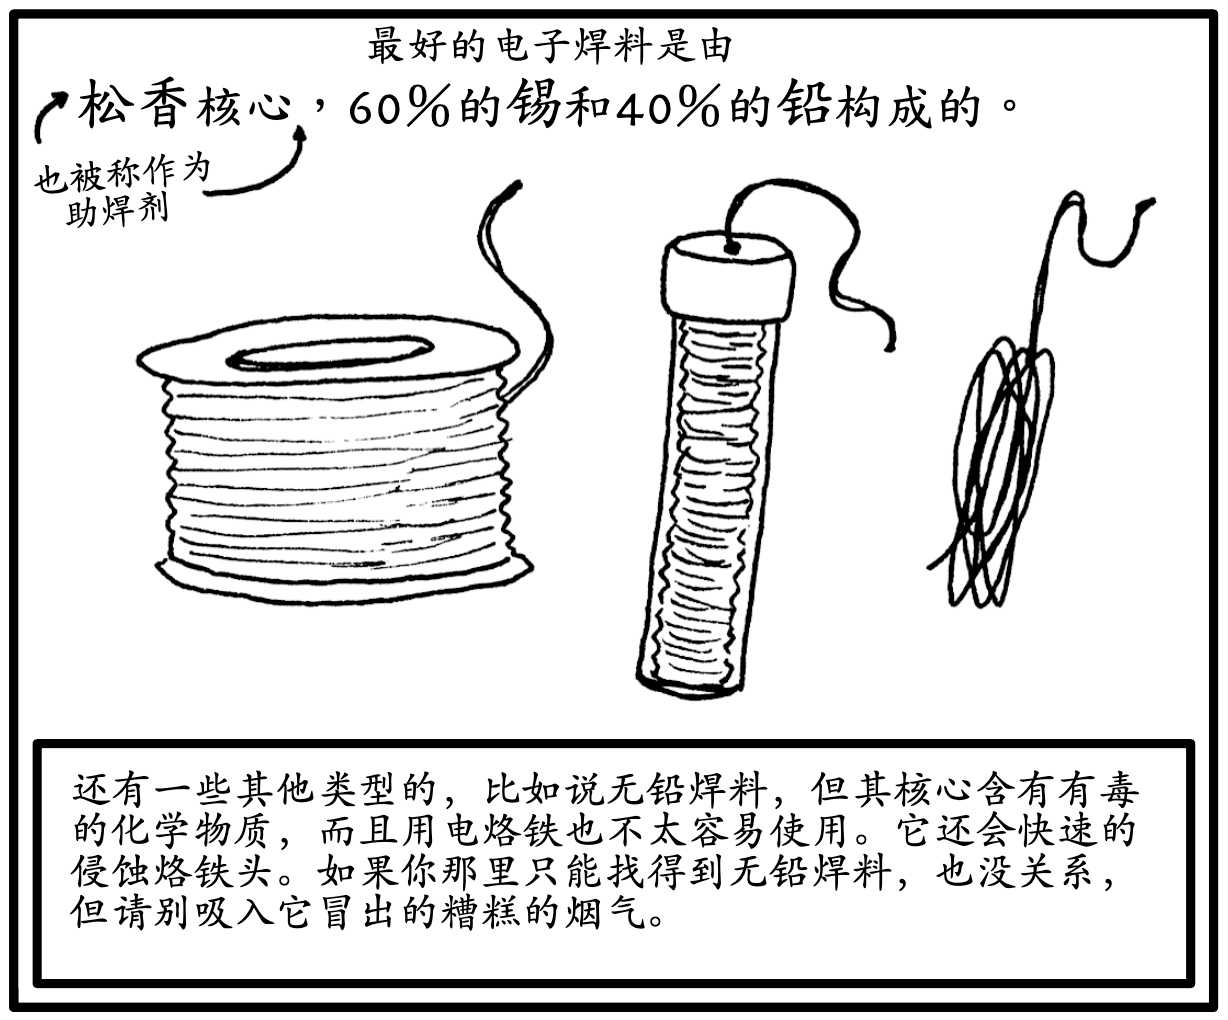 最好的电子焊料是由
松香核心，60%的锡和40%的铅构成的。
也被称作为
助焊剂
还有一些其他类型的，比如说无铅焊料，但其核心含有有毒
的化学物质，而且用电烙铁也不太容易使用。它还会快速的
侵蚀烙铁头。如果你那里只能找得到无铅焊料，也没关系，
但请别吸入它冒出的糟糕的烟气。